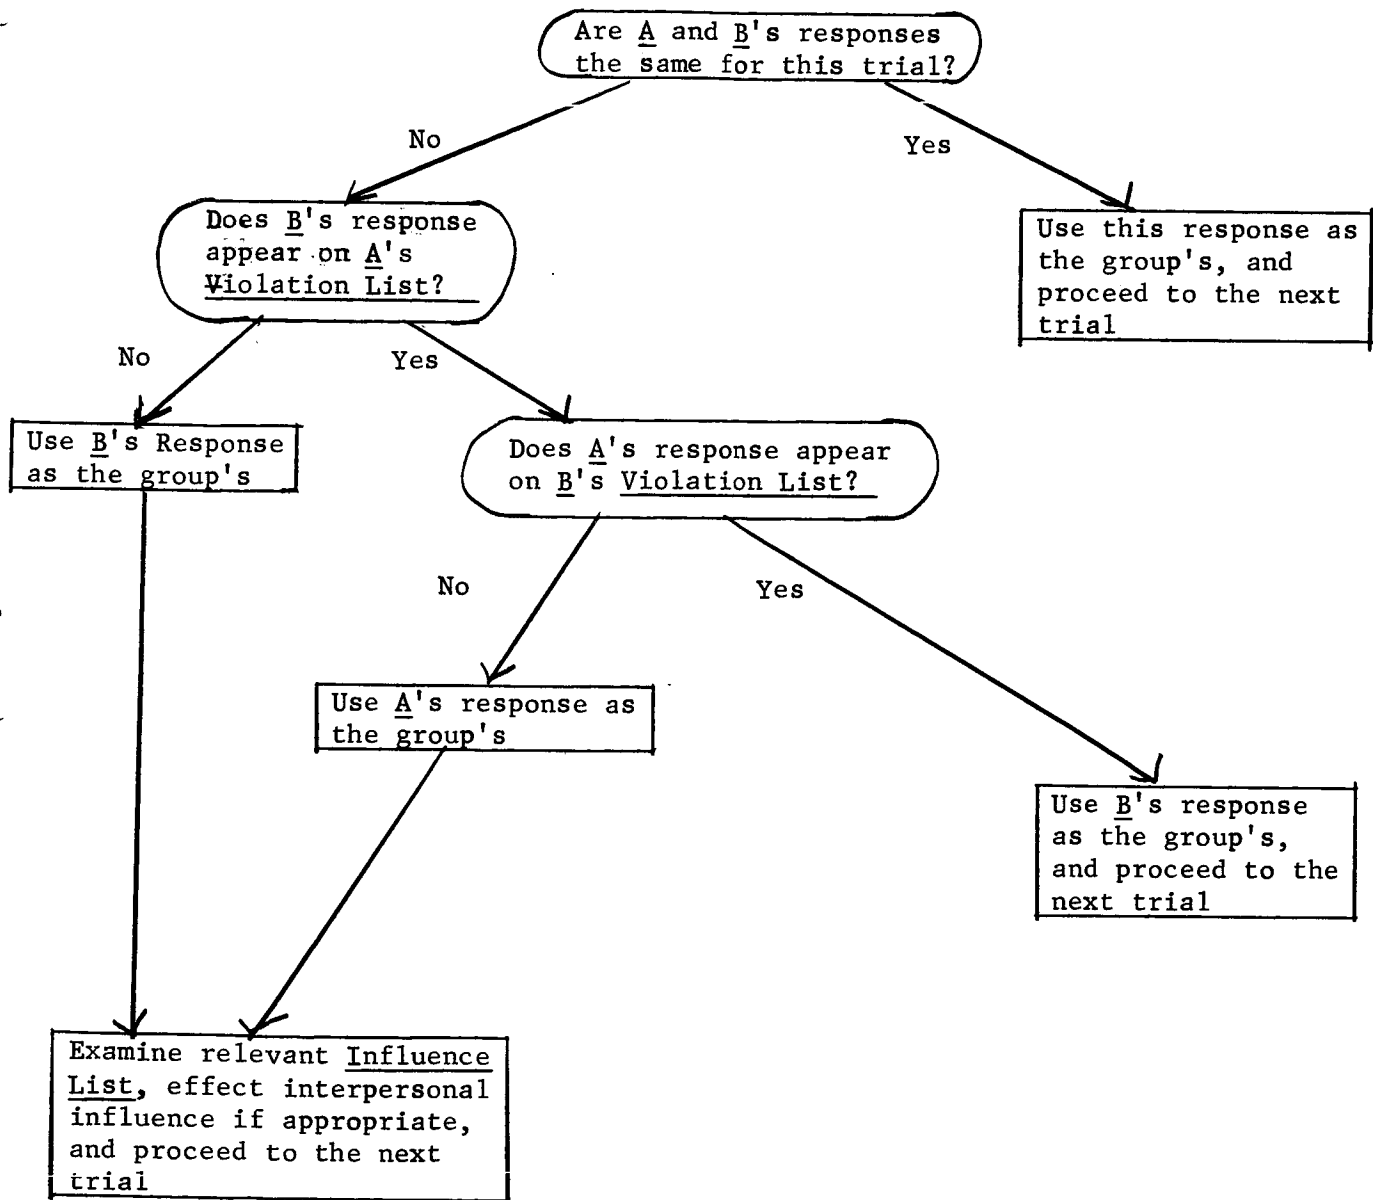 Are A and B's responses
the same for this trial?
No
Yes
Does B's response
appear on A's
Violation List?
Use this response as
the group's, and
proceed to the next
trial
No
Yes
Use B's Response
as the group's
Does A's response appear
on B's Violation List?
No
Yes
Use A's response as
the group's
Use B's response
as the group's,
and proceed to the
next trial
Examine relevant Influence
List, effect interpersonal
influence if appropriate,
and proceed to the next
trial